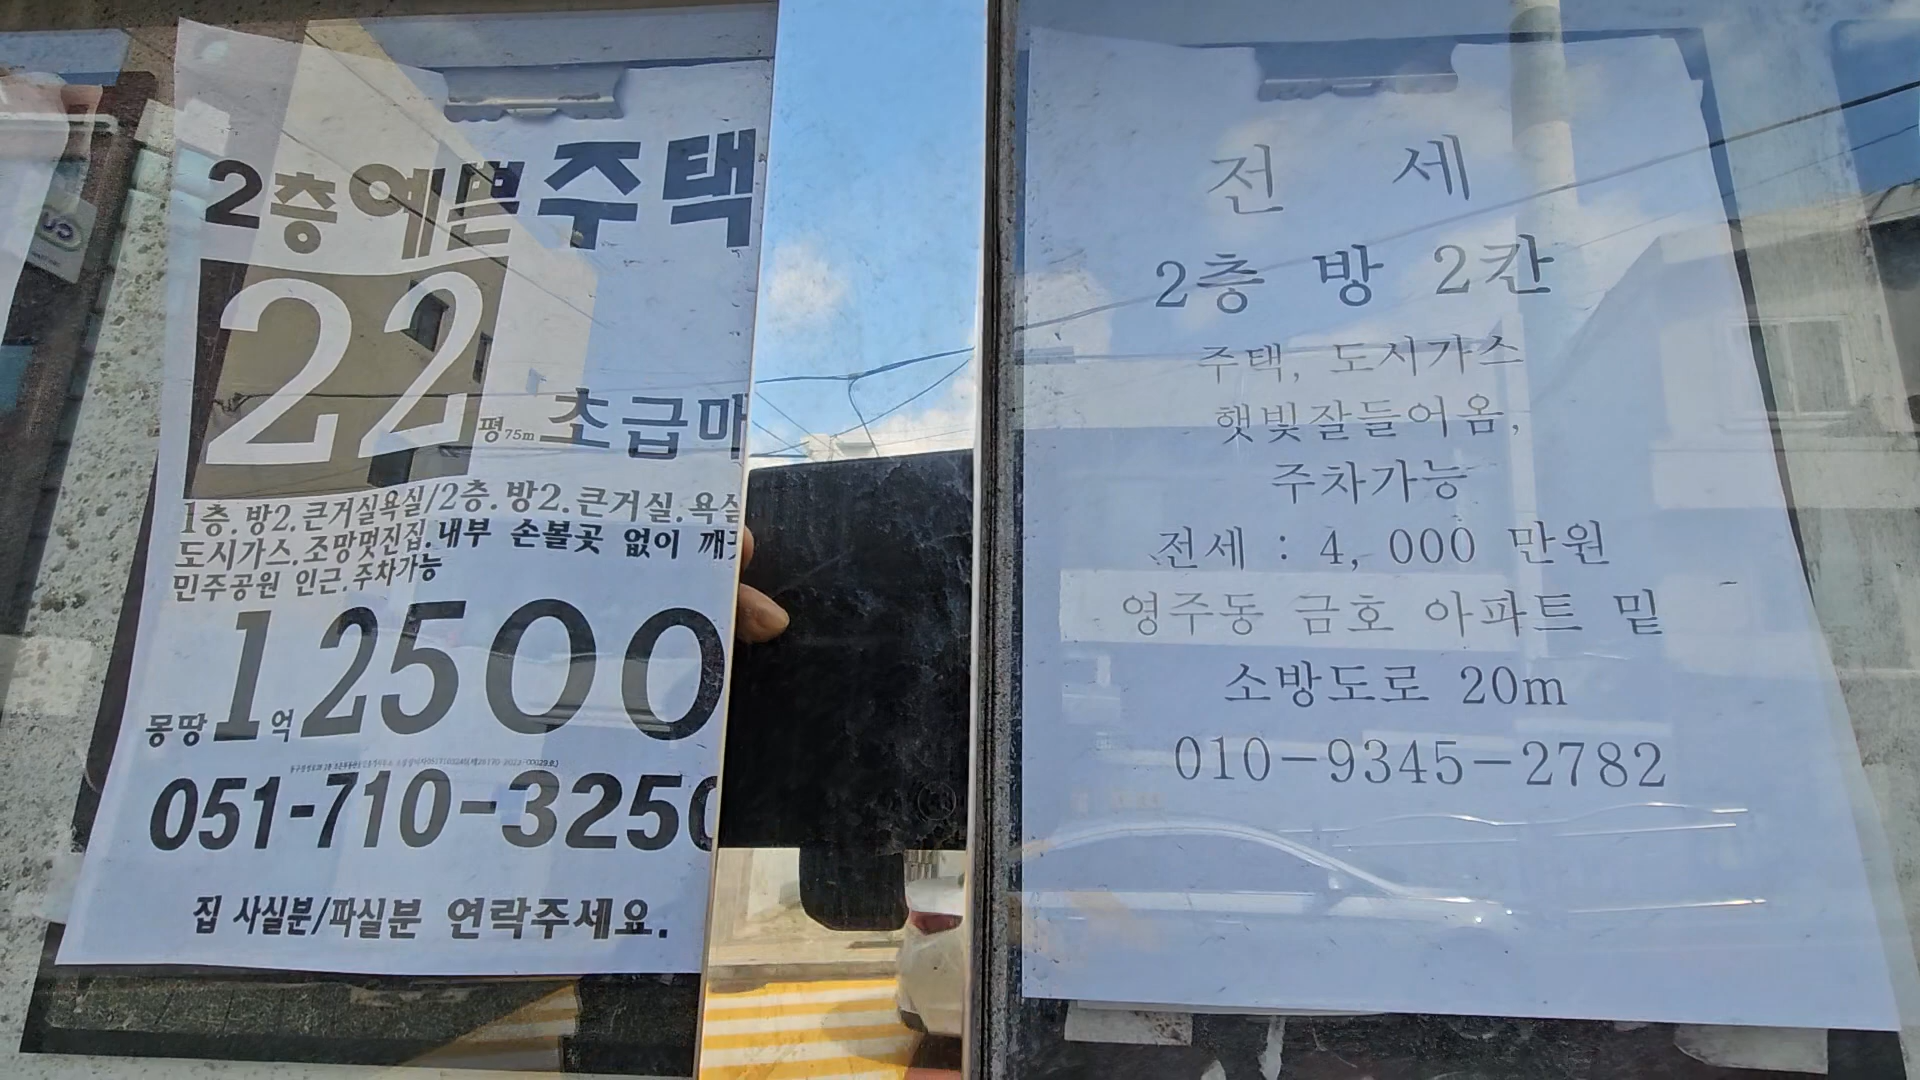 2층예쁜주택
22평 75m 초급매
1층.방2.큰거실욕실/2층.방2.큰거실.욕실
도시가스.조망멋진집.내부 손볼곳 없이
민주공원 인근.주차가능
몽땅 1억 2500
051-710-3250
집 사실분/파실분 연락주세요.
전 세
2층 방 2칸
주택, 도시가스
햇빛잘들어옴,
주차가능
전세 : 4, 000 만원
영주동 금호 아파트 밑
소방도로 20m
010-9345-2782
CU